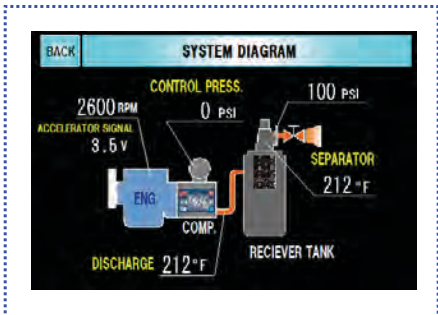 BACK
SYSTEM DIAGRAM
CONTROL PRESS.
0 PSI
100 PSI
2600 RPM
ACCELERATOR SIGNAL
3.5 V
SEPARATOR
212°F
ENG
COMP.
DISCHARGE 212°F
RECIEVER TANK